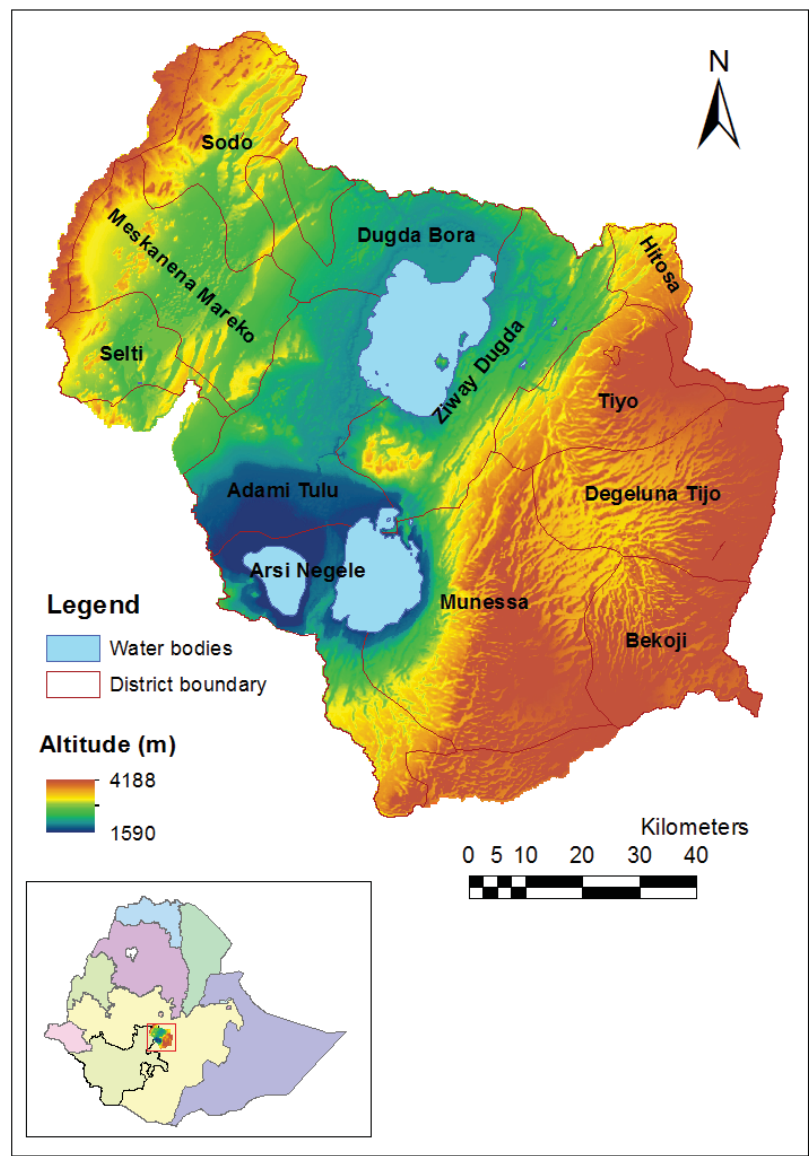 N
Sodo
Dugda Bora
Hitosa
Meskanena Mareko
Selti
Ziway Dugda
Tiyo
Adami Tulu
Degeluna Tijo
Arsi Negele
Munessa
Bekoji
Legend
Water bodies
District boundary
Altitude (m)
4188
1590
Kilometers
0 5 10 20 30 40